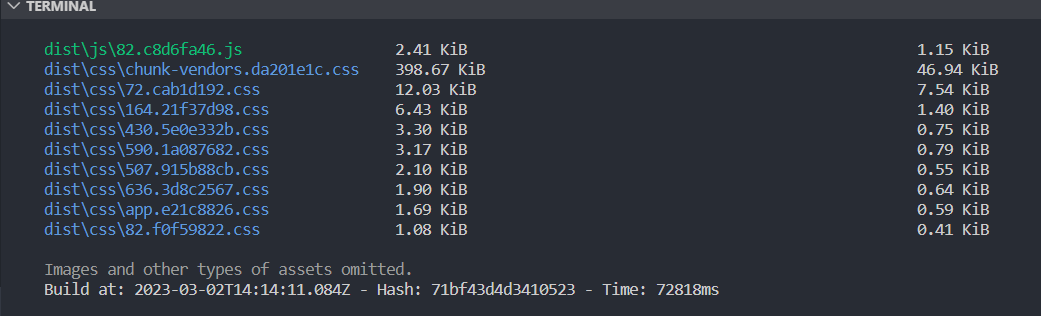 TERMINAL
dist\js\82.c8d6fa46.js 2.41 KiB 1.15 KiB
dist\css\chunk-vendors.da201e1c.css 398.67 KiB 46.94 KiB
dist\css\72.cab1d192.css 12.03 KiB 7.54 KiB
dist\css\164.21f37d98.css 6.43 KiB 1.40 KiB
dist\css\430.5e0e332b.css 3.30 KiB 0.75 KiB
dist\css\590.1a087682.css 3.17 KiB 0.79 KiB
dist\css\507.915b88cb.css 2.10 KiB 0.55 KiB
dist\css\636.3d8c2567.css 1.90 KiB 0.64 KiB
dist\css\app.e21c8826.css 1.69 KiB 0.59 KiB
dist\css\82.f0f59822.css 1.08 KiB 0.41 KiB
Images and other types of assets omitted.
Build at: 2023-03-02T14:14:11.084Z - Hash: 71bf43d4d3410523 - Time: 72818ms